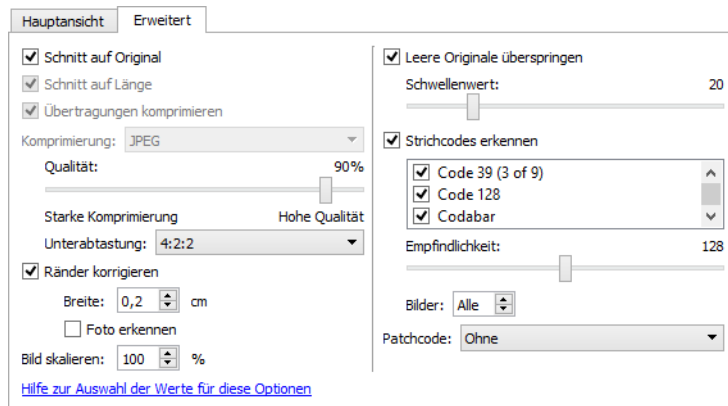 Hauptansicht
Erweitert
Schnitt auf Original
Schnitt auf Länge
Übertragungen komprimieren
Komprimierung: JPEG
Qualität: 90%
Starke Komprimierung Hohe Qualität
Unterabtastung: 4:2:2
Ränder korrigieren
Breite: 0,2 cm
Foto erkennen
Bild skalieren: 100 %
Hilfe zur Auswahl der Werte für diese Optionen
Leere Originale überspringen
Schwellenwert: 20
Strichcodes erkennen
Code 39 (3 of 9)
Code 128
Codabar
Empfindlichkeit: 128
Bilder: Alle
Patchcode: Ohne